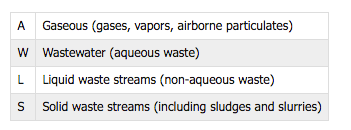 A Gaseous (gases, vapors, airborne particulates)
W Wastewater (aqueous waste)
L Liquid waste streams (non-aqueous waste)
S Solid waste streams (including sludges and slurries)